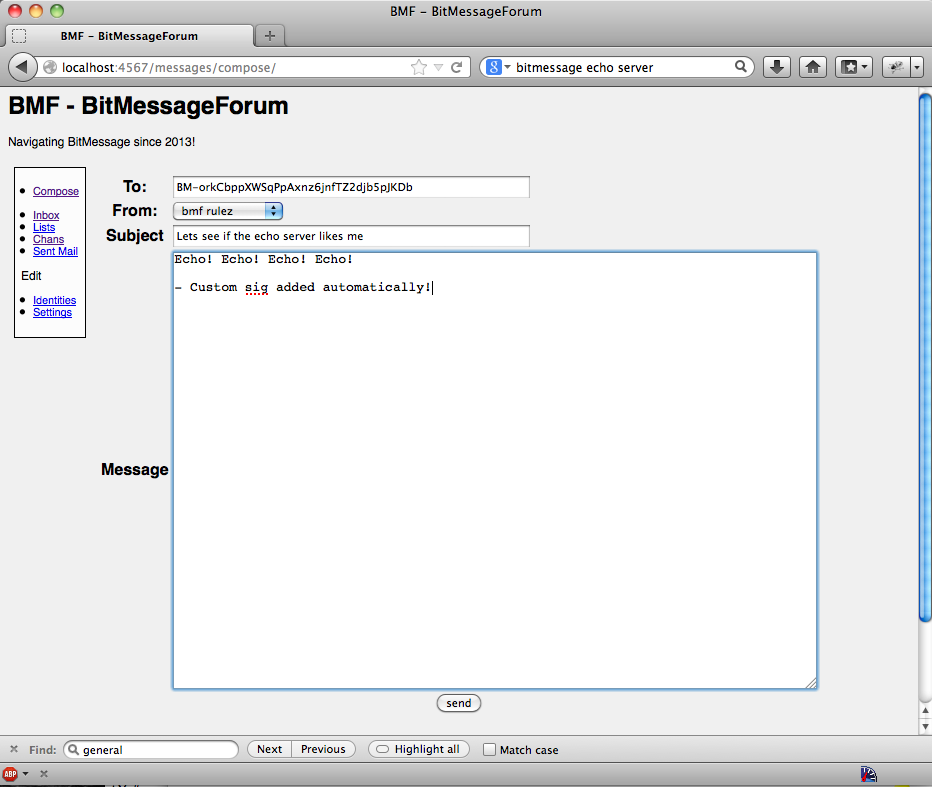 BMF - BitMessageForum
BMF - BitMessageForum
localhost:4567/messages/compose/
bitmessage echo server
BMF - BitMessageForum
Navigating BitMessage since 2013!
Compose
Inbox
Lists
Chans
Sent Mail
Edit
Identities
Settings
To: BM-orkCbppXWSqPpAxnz6jnfTZ2djb5pJKDb
From: bmf rulez
Subject Lets see if the echo server likes me
Echo! Echo! Echo! Echo!
- Custom sig added automatically!
Message
send
Find: general Next Previous Highlight all Match case
ABP